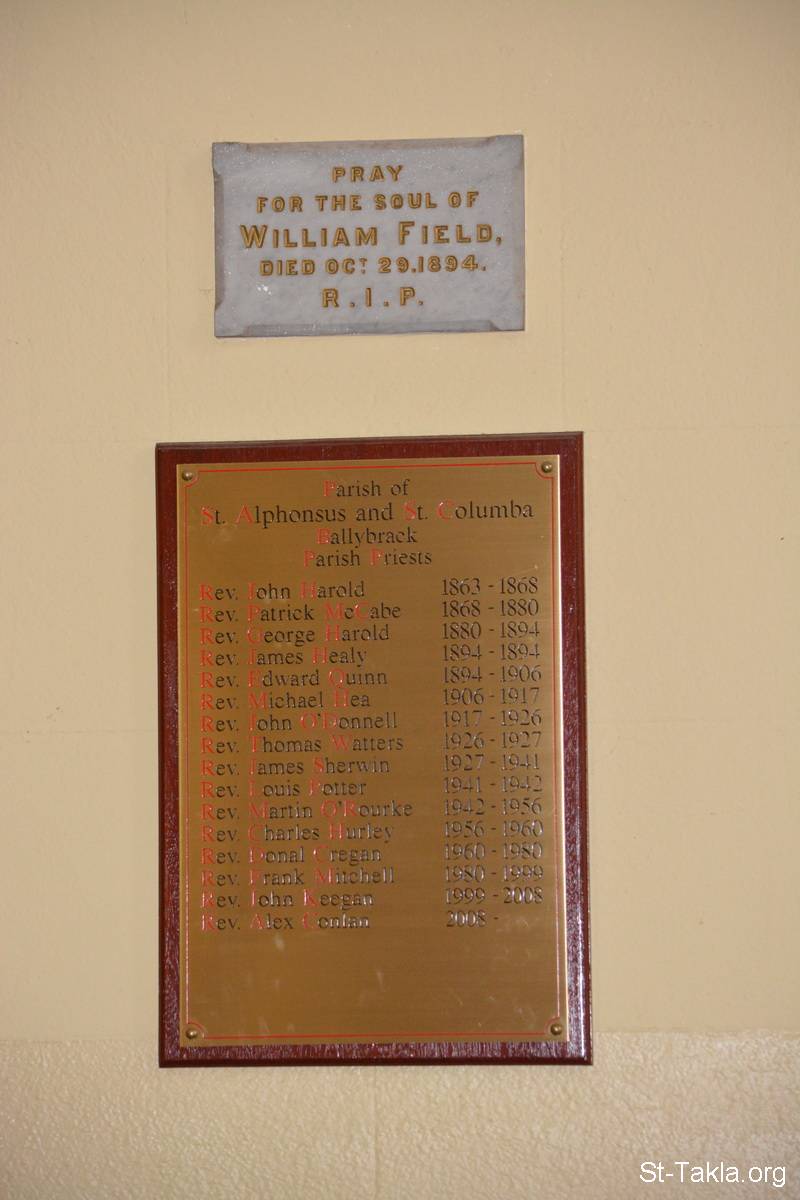 PRAY
FOR THE SOUL OF
WILLIAM FIELD,
DIED OCT 29.1894.
R.I.P.
Parish of
St. Alphonsus and St. Columba
Ballybrack
Parish Priests
Rev. John Harold 1863 - 1868
Rev. Patrick McCabe 1868 - 1880
Rev. George Harold 1880 - 1894
Rev. James Healy 1894 - 1894
Rev. Edward Quinn 1894 - 1906
Rev. Michael Hea 1906 - 1917
Rev. John O'Donnell 1917 - 1926
Rev. Thomas Watters 1926 - 1927
Rev. James Sherwin 1927 - 1941
Rev. Louis Potter 1941 - 1942
Rev. Martin O'Rourke 1942 - 1956
Rev. Charles Hurley 1956 - 1960
Rev. Donal Cregan 1960 - 1980
Rev. Frank Mitchell 1980 - 1999
Rev. John Keegan 1999 - 2008
Rev. Alex Conlan 2008 -
St-Takla.org